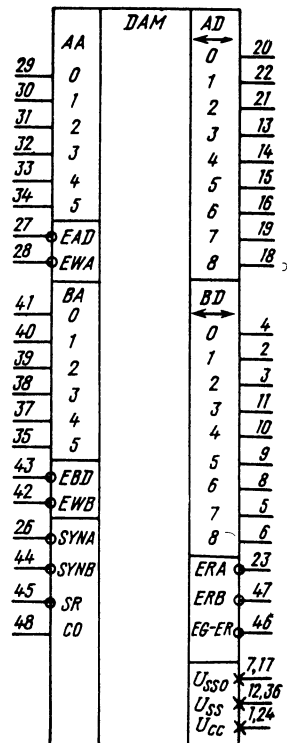 DAM
AA
29 0
30 1
31 2
32 3
33 4
34 5
27 EAD
28 EWA
BA
41 0
40 1
39 2
38 3
37 4
35 5
43 EBD
42 EWB
26 SYNA
44 SYNB
45 SR
48 CO
AD
0 20
1 22
2 21
3 13
4 14
5 15
6 16
7 19
8 18
BD
0 4
1 2
2 3
3 11
4 10
5 9
6 8
7 5
8 6
ERA 23
ERB 47
EG-ER 46
USSO 7,17
USS 12,36
UCC 1,24